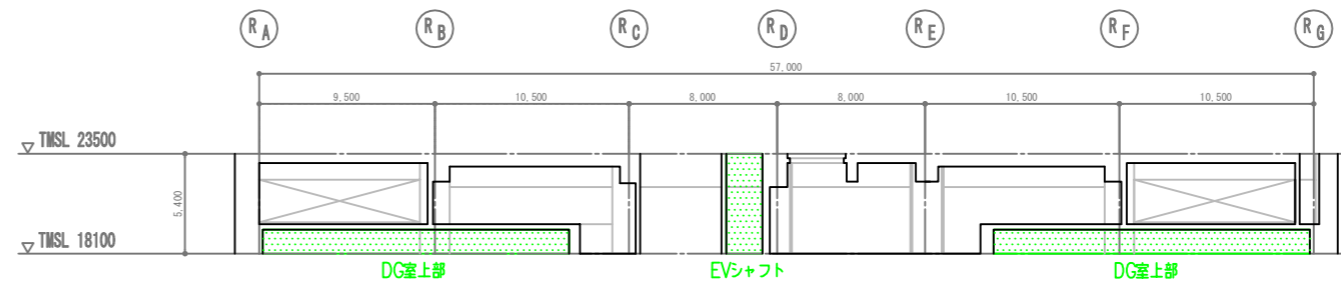 RA RB RC RD RE RF RG
57,000
9,500 10,500 8,000 8,000 10,500 10,500
TMSL 23500
5,400
TMSL 18100
DG室上部 EVシャフト DG室上部